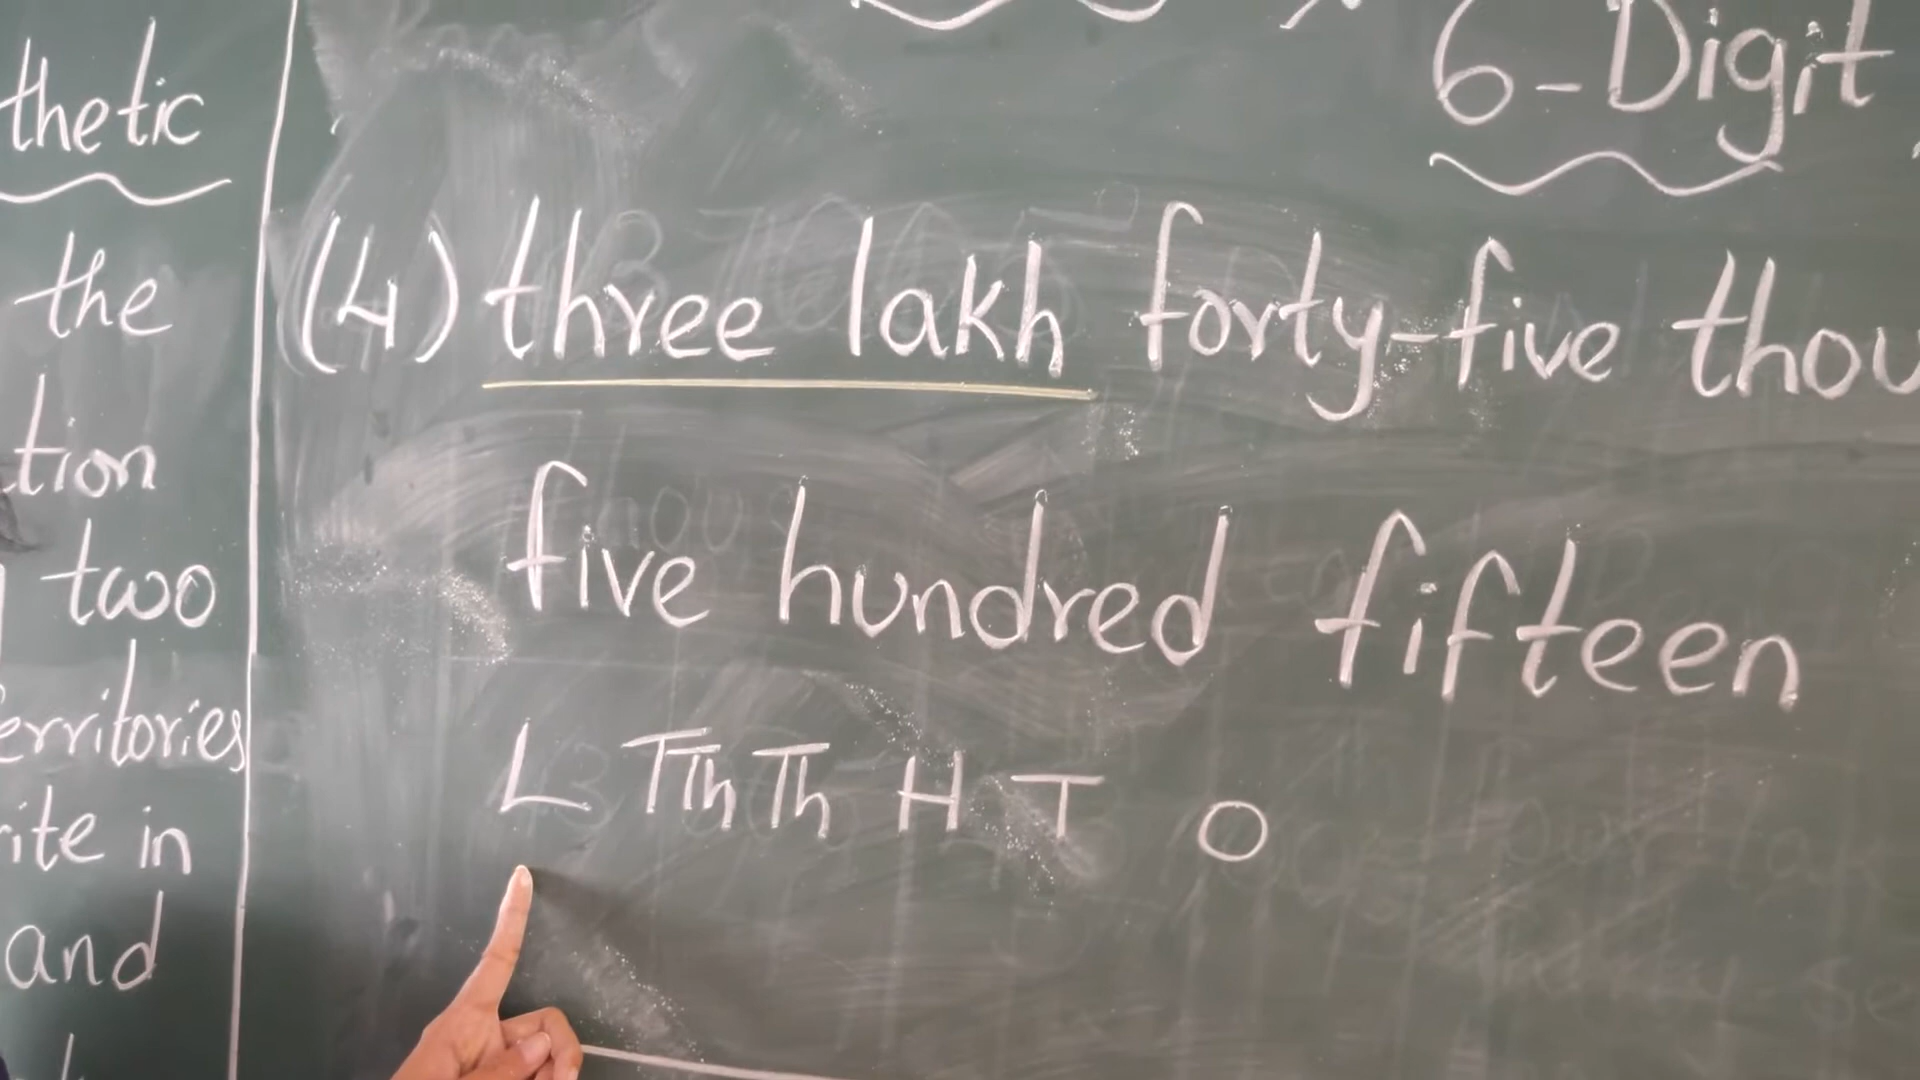 thetic
the
tion
two
erritories
ite in
and
6-Digit
(4) three lakh forty-five thou
five hundred fifteen
L TTh Th H T O